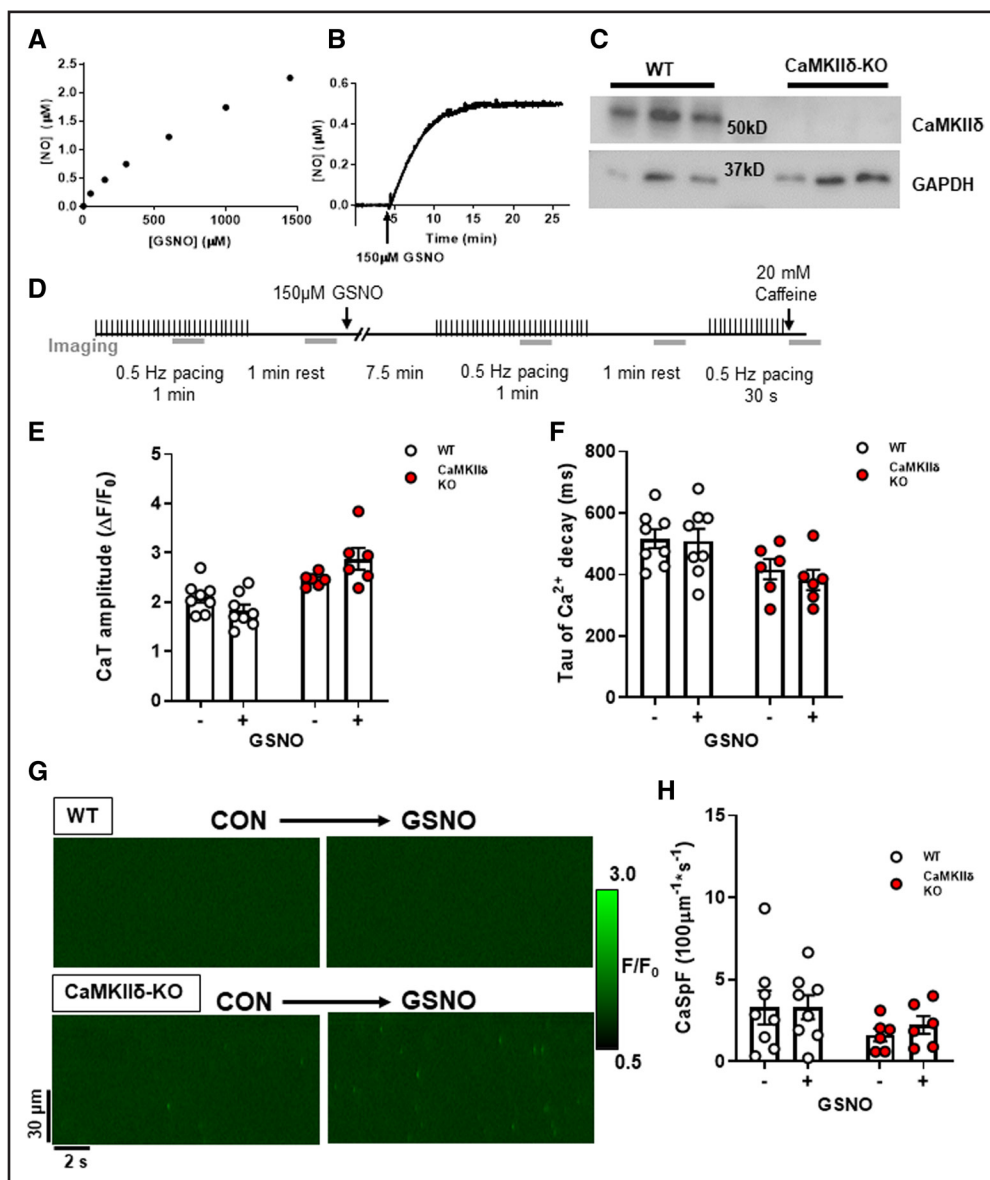 A
2.5
2.0
1.5
1.0
0.5
0.0
0 500 1000 1500
[NO] (µM)
[GSNO] (µM)
B
0.6
0.4
0.2
0.0
5 10 15 20 25
[NO] (µM)
Time (min)
150µM GSNO
C
WT CaMKIIδ-KO
50kD
CaMKIIδ
37kD
GAPDH
D
150µM GSNO
20 mM
Caffeine
Imaging
0.5 Hz pacing
1 min
1 min rest
7.5 min
0.5 Hz pacing
1 min
1 min rest
0.5 Hz pacing
30 s
E
5
4
3
2
1
0
CaT amplitude (ΔF/F0)
WT
CaMKIIδ
KO
- + - +
GSNO
F
800
600
400
200
0
Tau of Ca2+ decay (ms)
WT
CaMKIIδ
KO
- + - +
GSNO
G
WT
CON GSNO
CaMKIIδ-KO
CON GSNO
3.0
F/F0
0.5
30 µm
2 s
H
15
10
5
0
CaSpF (100µm-1*s-1)
WT
CaMKIIδ
KO
- + - +
GSNO